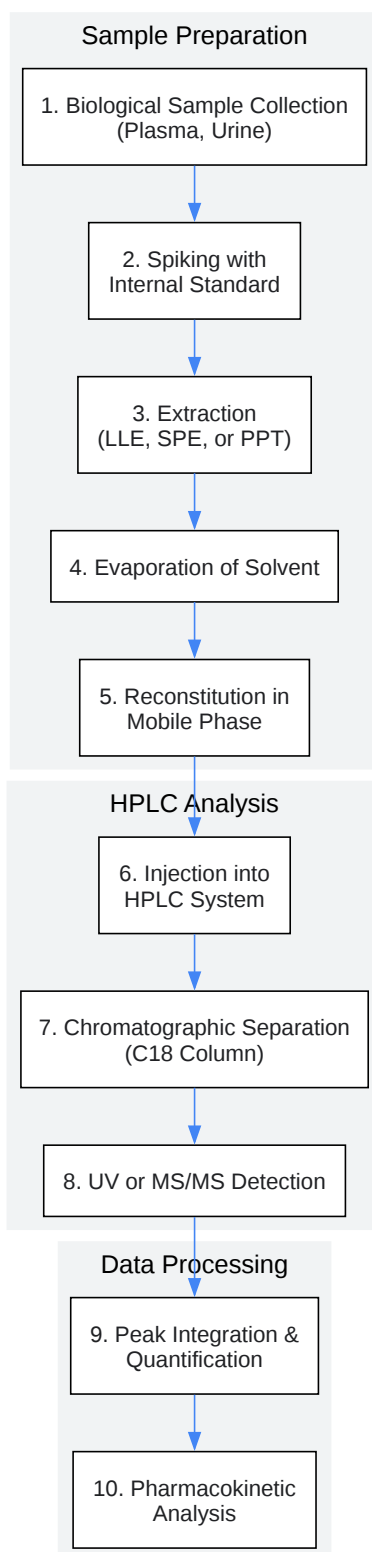 Sample Preparation
1. Biological Sample Collection
(Plasma, Urine)
2. Spiking with
Internal Standard
3. Extraction
(LLE, SPE, or PPT)
4. Evaporation of Solvent
5. Reconstitution in
Mobile Phase
HPLC Analysis
6. Injection into
HPLC System
7. Chromatographic Separation
(C18 Column)
8. UV or MS/MS Detection
Data Processing
9. Peak Integration &
Quantification
10. Pharmacokinetic
Analysis